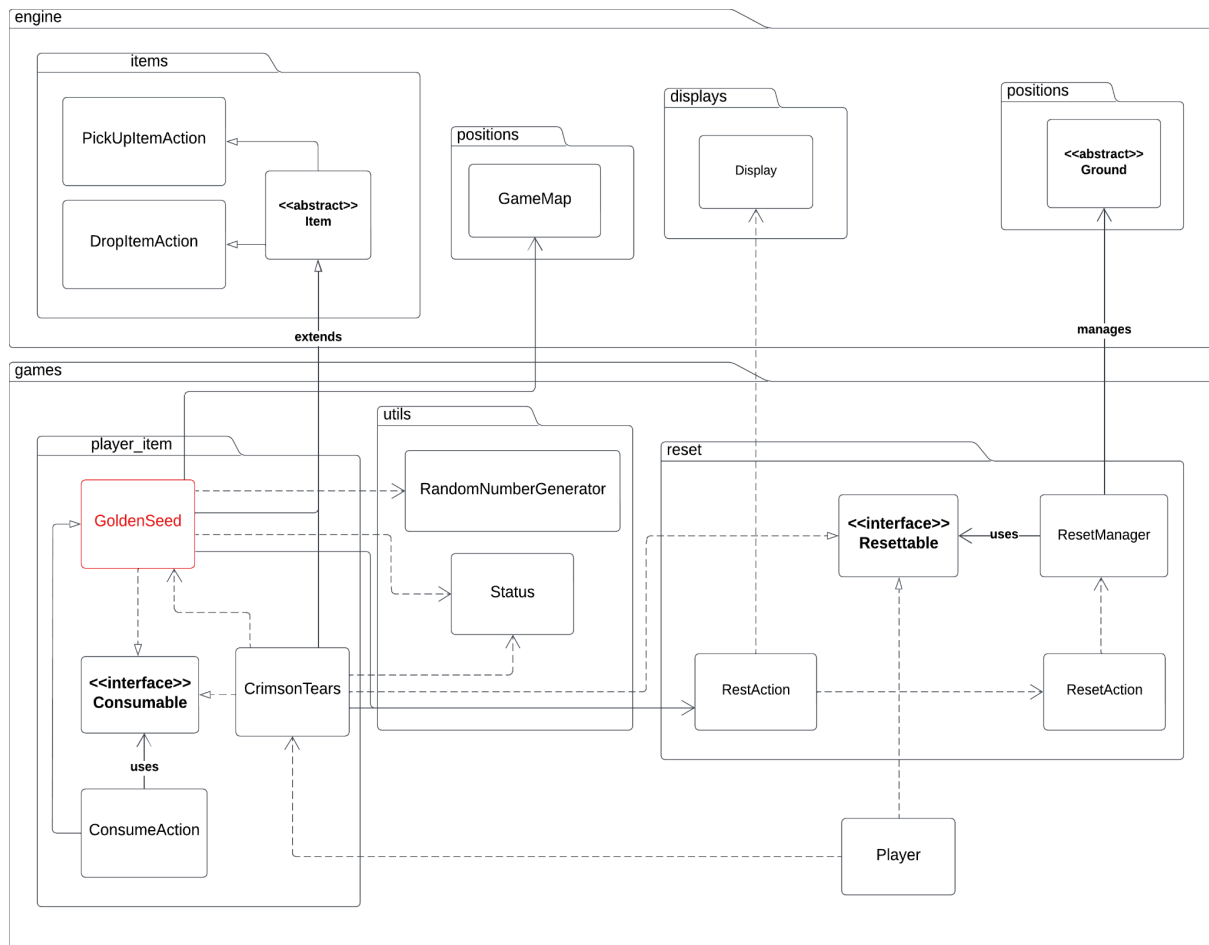 engine
items
PickUpItemAction
DropItemAction
<<abstract>>
Item
positions
GameMap
displays
Display
positions
<<abstract>>
Ground
extends
manages
games
player_item
GoldenSeed
utils
RandomNumberGenerator
Status
reset
<<interface>>
Resettable
uses
ResetManager
<<interface>>
Consumable
CrimsonTears
RestAction
ResetAction
uses
ConsumeAction
Player